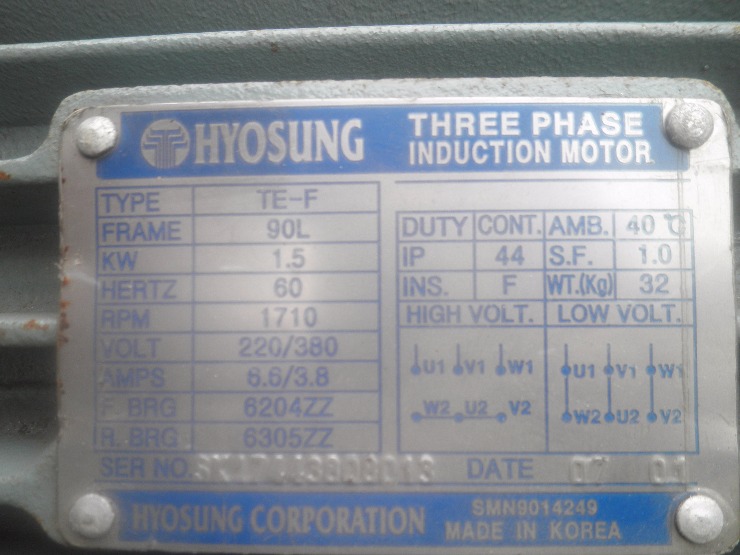 HYOSUNG THREE PHASE
INDUCTION MOTOR
TYPE TE-F
FRAME 90L
KW 1.5
HERTZ 60
RPM 1710
VOLT 220/380
AMPS 6.6/3.8
F. BRG 6204ZZ
R. BRG 6305ZZ
DUTY CONT. AMB. 40 ℃
IP 44 S.F. 1.0
INS. F WT.(Kg) 32
HIGH VOLT. LOW VOLT.
U1 V1 W1 U1 V1 W1
W2 U2 V2 W2 U2 V2
SER NO. DATE 07 01
HYOSUNG CORPORATION SMN9014249
MADE IN KOREA